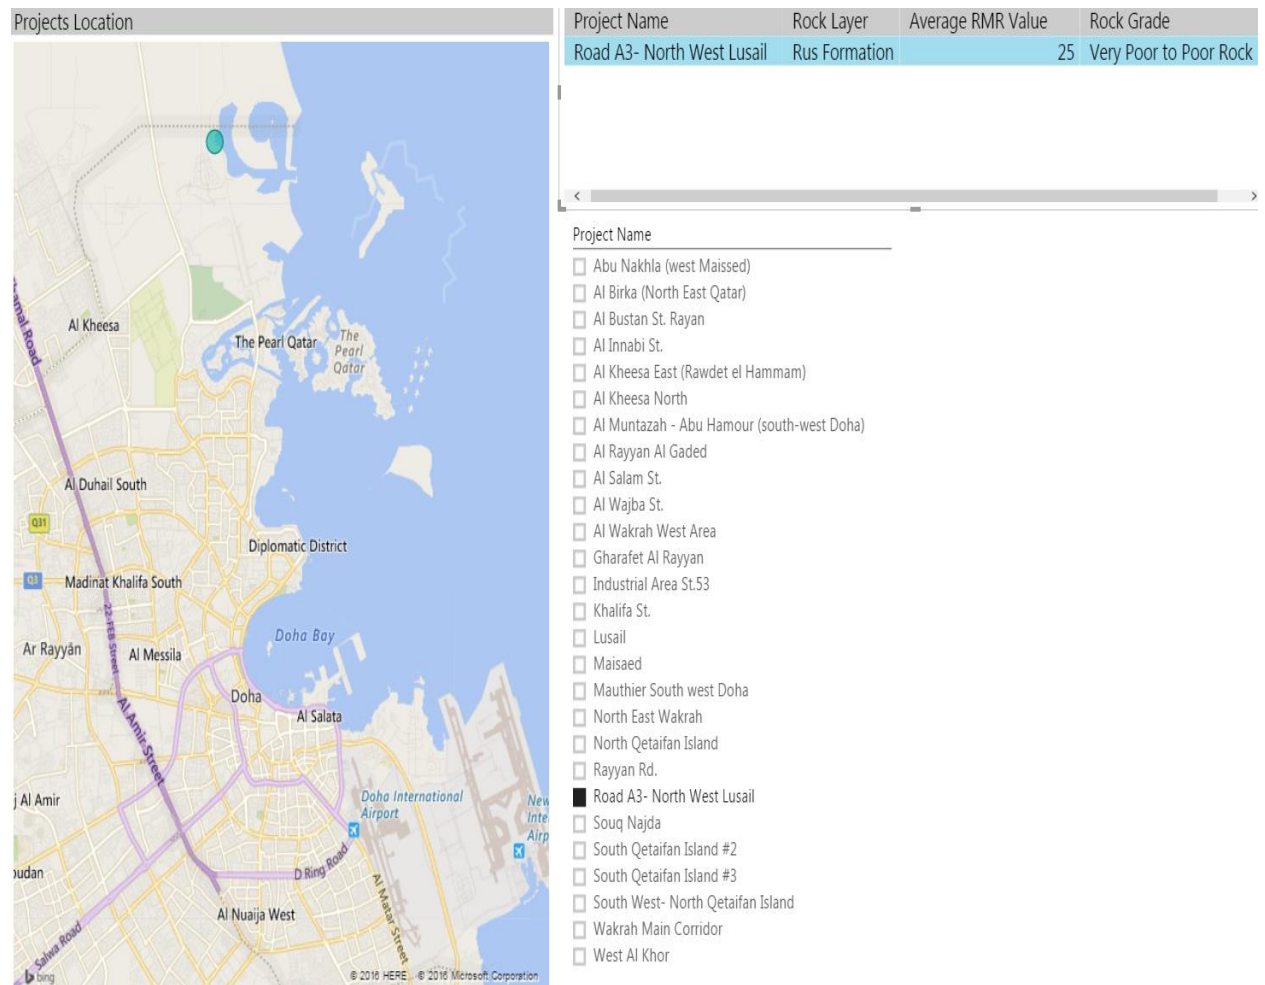 Projects Location
Al Kheesa
The Pearl Qatar
The
Pearl
Qatar
Al Duhail South
Q31
Diplomatic District
Q3
Madinat Khalifa South
22-FEB Street
Doha Bay
Ar Rayyân
Al Messila
Doha
Al Salata
Al Amir Street
j Al Amir
Doha International
Airport
New
Inte
Airp
oudan
D Ring Road
Al Matar Street
Al Nuaija West
Salwa Road
bing
© 2016 HERE © 2016 Microsoft Corporation
Project Name Rock Layer Average RMR Value Rock Grade
Road A3- North West Lusail Rus Formation 25 Very Poor to Poor Rock
Project Name
Abu Nakhla (west Maissed)
Al Birka (North East Qatar)
Al Bustan St. Rayan
Al Innabi St.
Al Kheesa East (Rawdet el Hammam)
Al Kheesa North
Al Muntazah - Abu Hamour (south-west Doha)
Al Rayyan Al Gaded
Al Salam St.
Al Wajba St.
Al Wakrah West Area
Gharafet Al Rayyan
Industrial Area St.53
Khalifa St.
Lusail
Maisaed
Mauthier South west Doha
North East Wakrah
North Qetaifan Island
Rayyan Rd.
Road A3- North West Lusail
Souq Najda
South Qetaifan Island #2
South Qetaifan Island #3
South West- North Qetaifan Island
Wakrah Main Corridor
West Al Khor